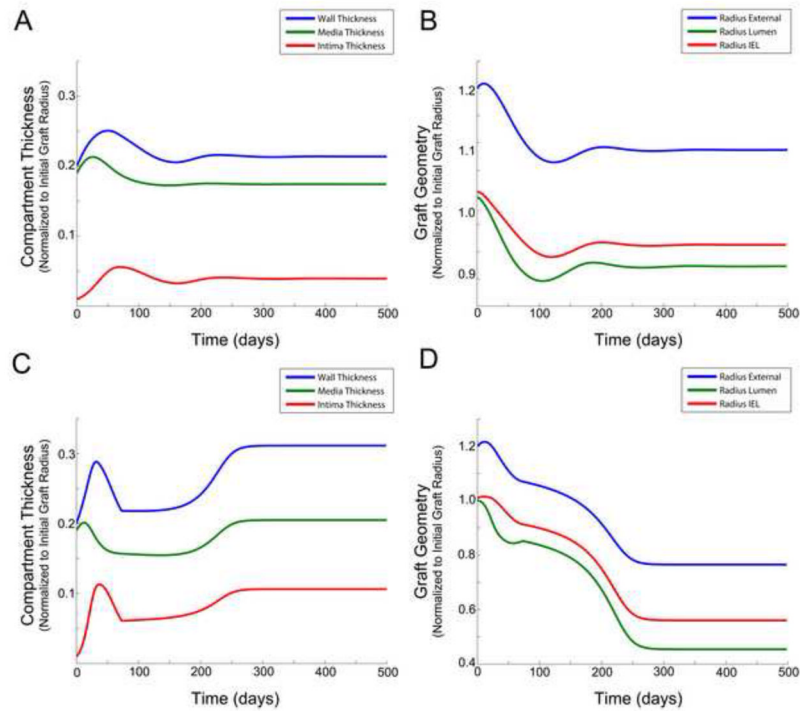 A
Wall Thickness
Media Thickness
Intima Thickness
Compartment Thickness
(Normalized to Initial Graft Radius)
0.3
0.2
0.1
0 100 200 300 400 500
Time (days)
B
Radius External
Radius Lumen
Radius IEL
Graft Geometry
(Normalized to Initial Graft Radius)
1.2
1.1
1.0
0.9
0 100 200 300 400 500
Time (days)
C
Wall Thickness
Media Thickness
Intima Thickness
Compartment Thickness
(Normalized to Initial Graft Radius)
0.3
0.2
0.1
0 100 200 300 400 500
Time (days)
D
Radius External
Radius Lumen
Radius IEL
Graft Geometry
(Normalized to Initial Graft Radius)
1.2
1.0
0.8
0.6
0.4
0 100 200 300 400 500
Time (days)